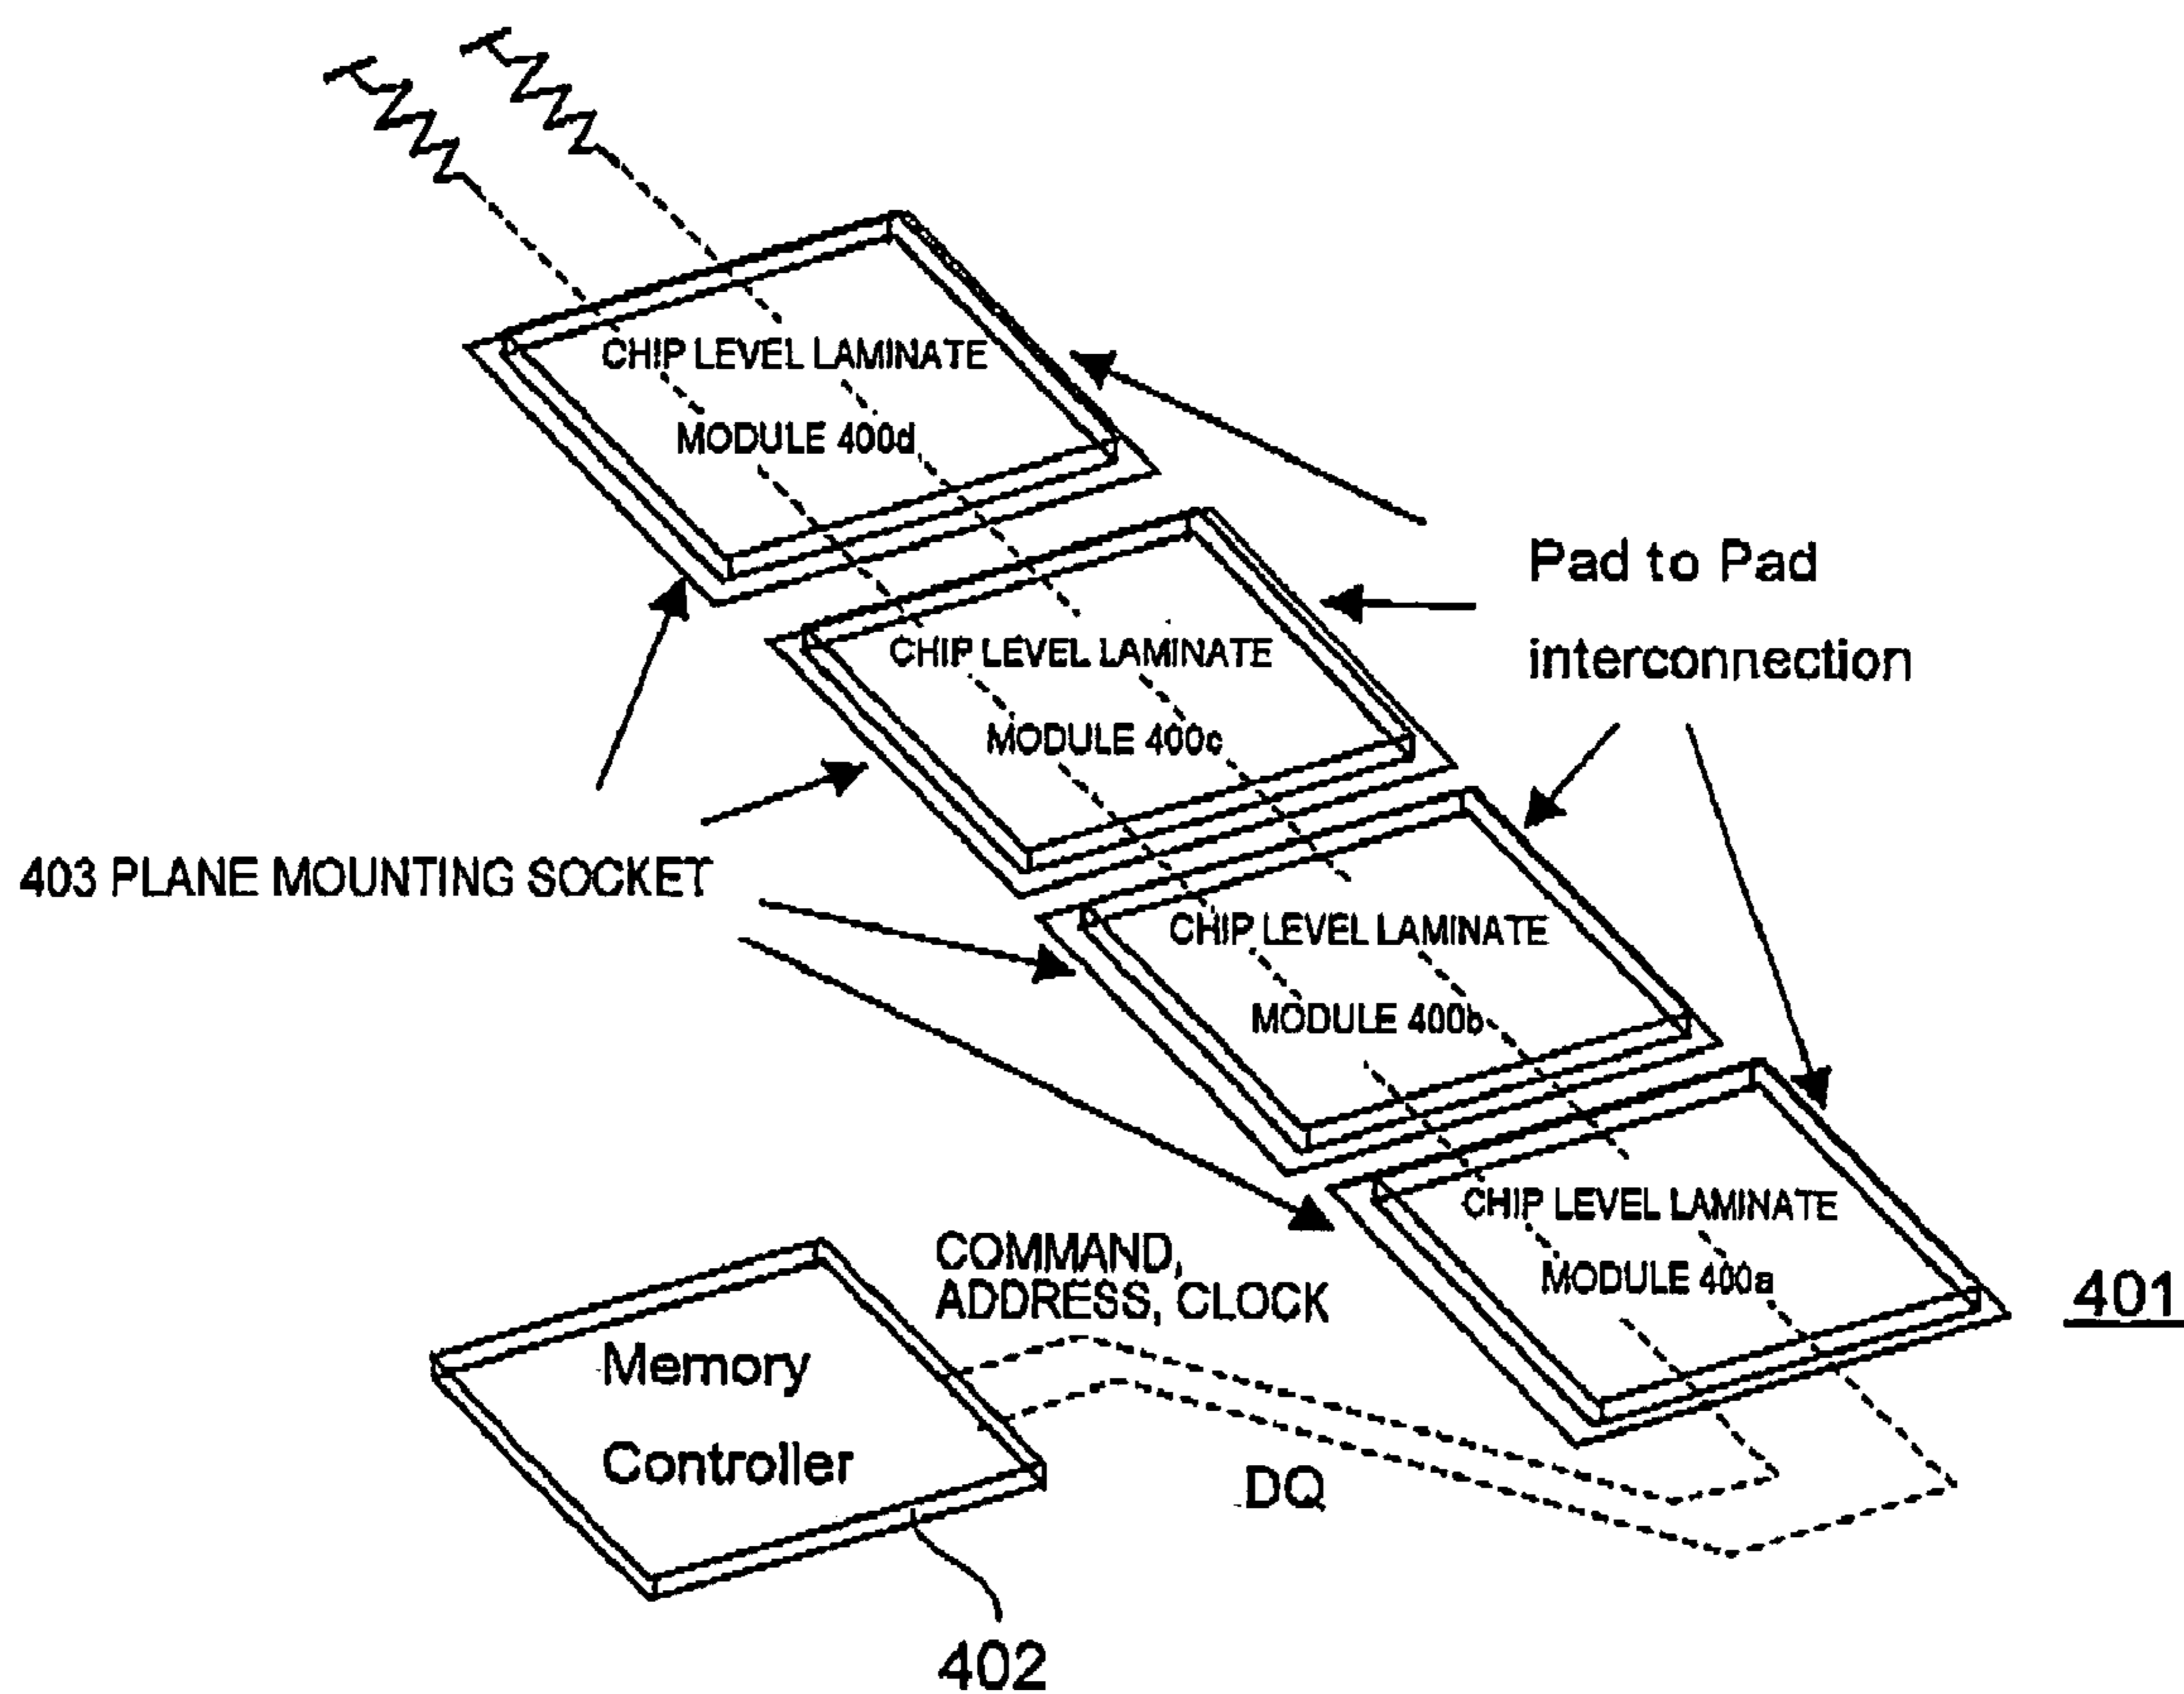 CHIP LEVEL LAMINATE
MODULE 400d
Pad to Pad
interconnection
CHIP LEVEL LAMINATE
MODULE 400c
403 PLANE MOUNTING SOCKET
CHIP LEVEL LAMINATE
MODULE 400b
CHIP LEVEL LAMINATE
MODULE 400a
401
COMMAND,
ADDRESS, CLOCK
Memory
Controller
DQ
402